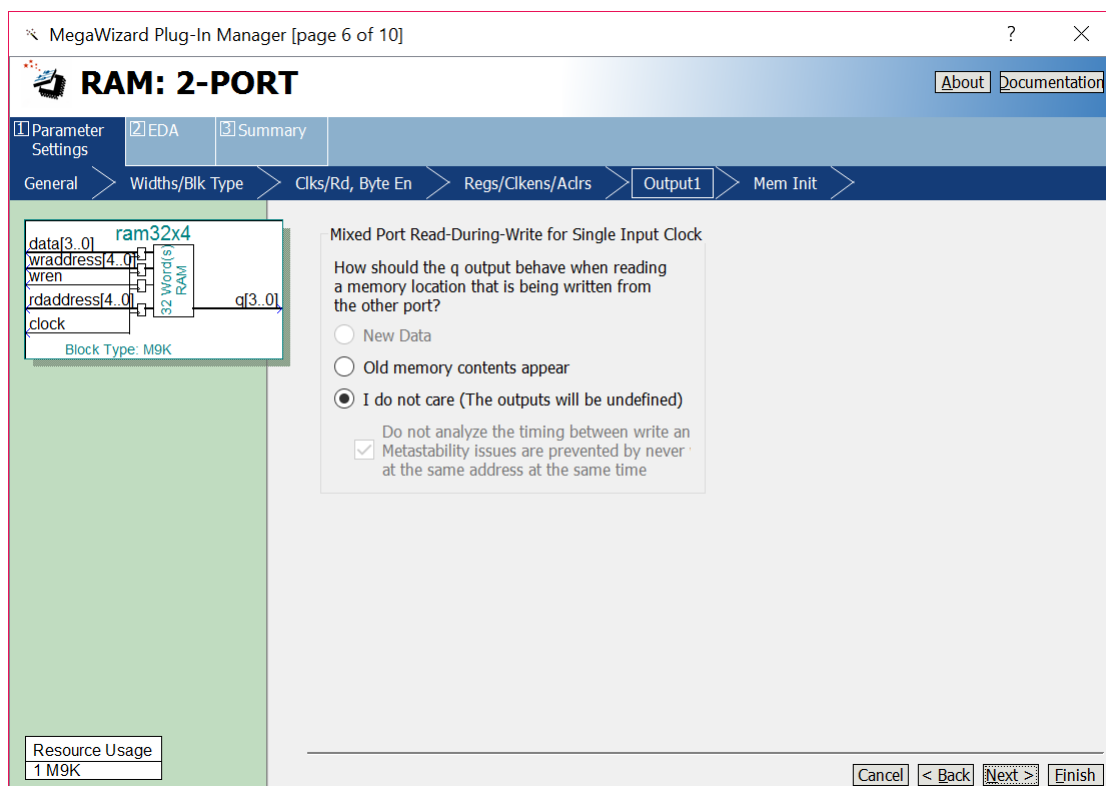 MegaWizard Plug-In Manager [page 6 of 10]
?
RAM: 2-PORT
About Documentation
1 Parameter Settings
2 EDA
3 Summary
General
Widths/Blk Type
Clks/Rd, Byte En
Regs/Clkens/Aclrs
Output1
Mem Init
ram32x4
data[3..0]
wraddress[4..0]
wren
rdaddress[4..0]
clock
32 Word(s)
RAM
q[3..0]
Block Type: M9K
Mixed Port Read-During-Write for Single Input Clock
How should the q output behave when reading
a memory location that is being written from
the other port?
New Data
Old memory contents appear
I do not care (The outputs will be undefined)
Do not analyze the timing between write an
Metastability issues are prevented by never
at the same address at the same time
Resource Usage
1 M9K
Cancel < Back Next > Finish